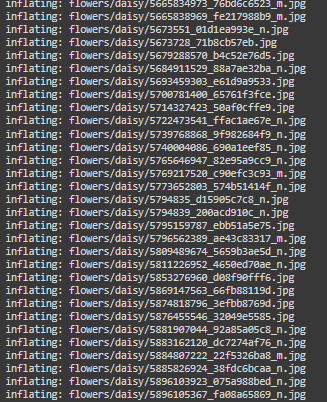 inflating: flowers/daisy/5665834973_76bd6c6523_m.jpg
inflating: flowers/daisy/5665838969_fe217988b9_m.jpg
inflating: flowers/daisy/5673551_01d1ea993e_n.jpg
inflating: flowers/daisy/5673728_71b8cb57eb.jpg
inflating: flowers/daisy/5679288570_b4c52e76d5.jpg
inflating: flowers/daisy/5684911529_88a7ae32ba_n.jpg
inflating: flowers/daisy/5693459303_e61d9a9533.jpg
inflating: flowers/daisy/5700781400_65761f3fce.jpg
inflating: flowers/daisy/5714327423_50af0cffe9.jpg
inflating: flowers/daisy/5722473541_ffac1ae67e_n.jpg
inflating: flowers/daisy/5739768868_9f982684f9_n.jpg
inflating: flowers/daisy/5740004086_690a1eef85_n.jpg
inflating: flowers/daisy/5765646947_82e95a9cc9_n.jpg
inflating: flowers/daisy/5769217520_c90efc3c93_m.jpg
inflating: flowers/daisy/5773652803_574b51414f_n.jpg
inflating: flowers/daisy/5794835_d15905c7c8_n.jpg
inflating: flowers/daisy/5794839_200acd910c_n.jpg
inflating: flowers/daisy/5795159787_ebb51a5e75.jpg
inflating: flowers/daisy/5796562389_ae43c83317_m.jpg
inflating: flowers/daisy/5809489674_5659b3ae5d_n.jpg
inflating: flowers/daisy/5811226952_4650ed70ae_n.jpg
inflating: flowers/daisy/5853276960_d08f90fff6.jpg
inflating: flowers/daisy/5869147563_66fb88119d.jpg
inflating: flowers/daisy/5874818796_3efbb8769d.jpg
inflating: flowers/daisy/5876455546_32049e5585.jpg
inflating: flowers/daisy/5881907044_92a85a05c8_n.jpg
inflating: flowers/daisy/5883162120_dc7274af76_n.jpg
inflating: flowers/daisy/5884807222_22f5326ba8_m.jpg
inflating: flowers/daisy/5885826924_38fdc6bcaa_n.jpg
inflating: flowers/daisy/5896103923_075a988bed_n.jpg
inflating: flowers/daisy/5896105367_fa08a65869_n.jpg